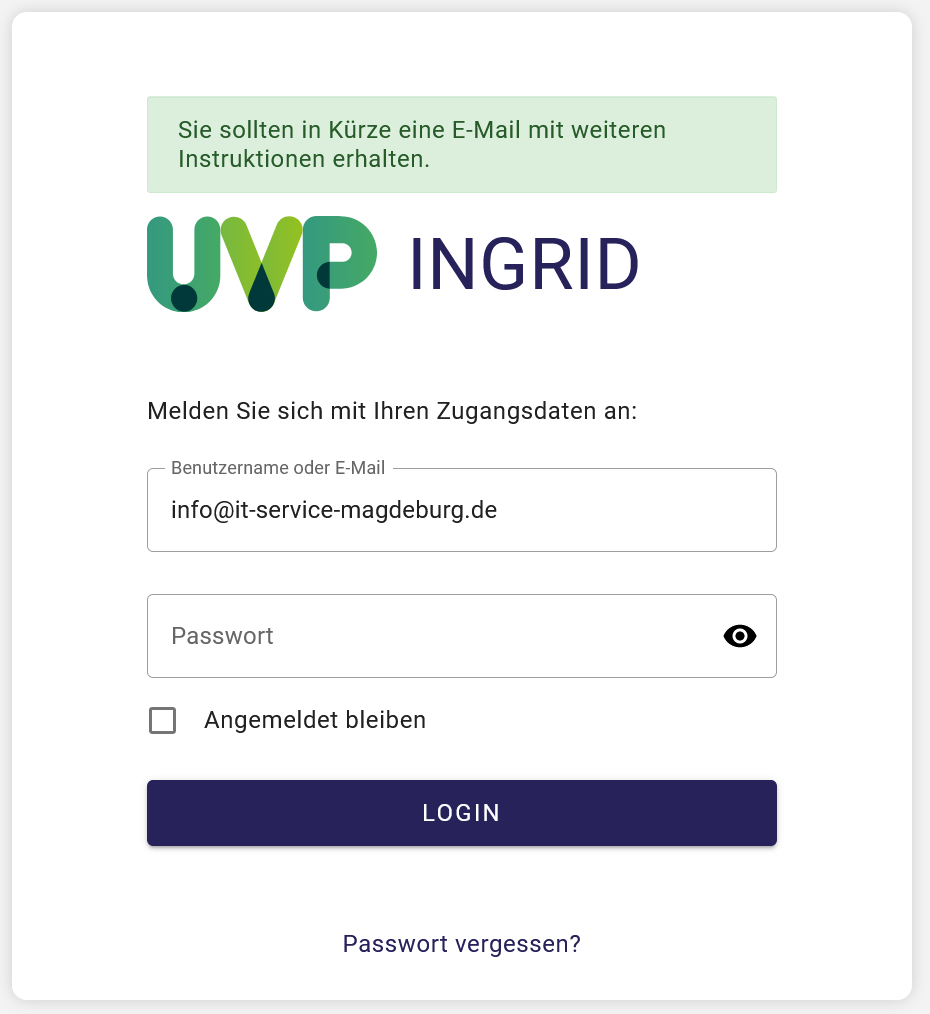 Sie sollten in Kürze eine E-Mail mit weiteren
Instruktionen erhalten.
UVP INGRID
Melden Sie sich mit Ihren Zugangsdaten an:
Benutzername oder E-Mail
info@it-service-magdeburg.de
Passwort
Angemeldet bleiben
LOGIN
Passwort vergessen?